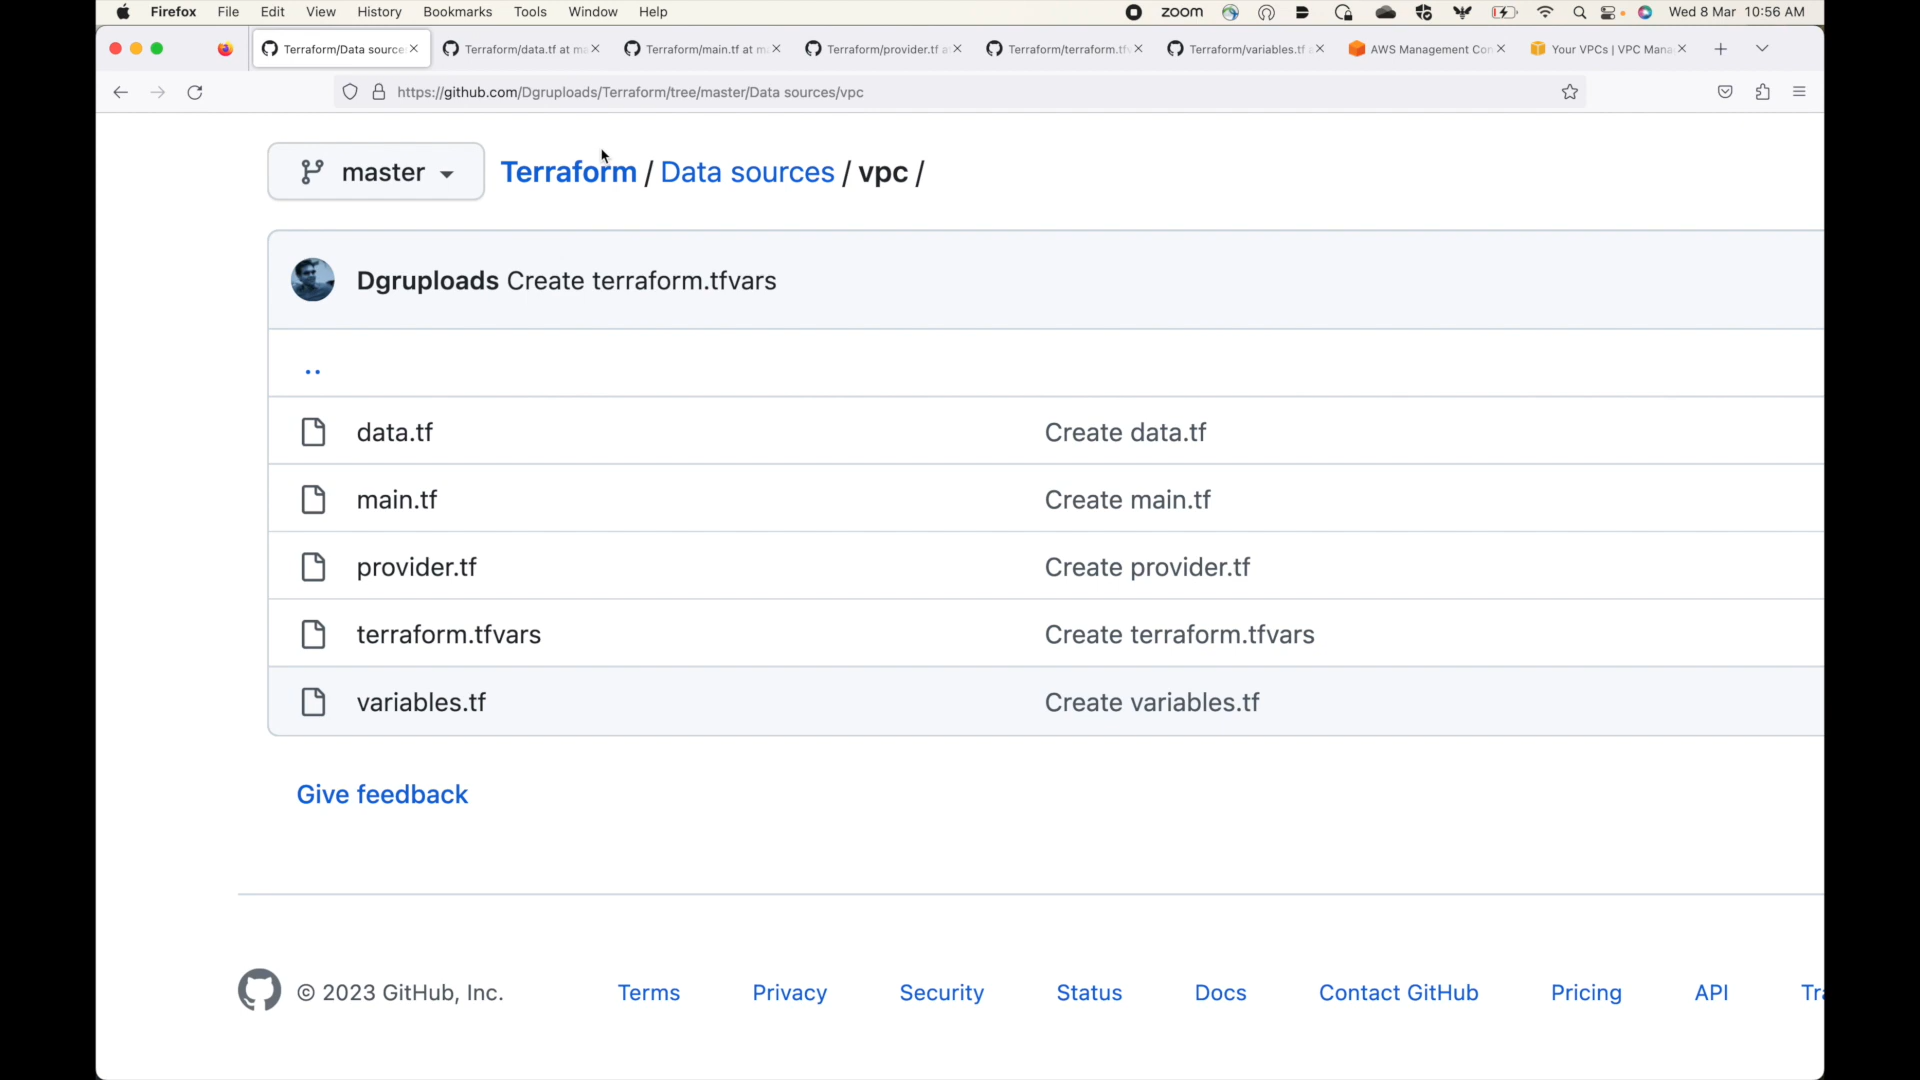 Firefox File Edit View History Bookmarks Tools Window Help zoom Wed 8 Mar 10:56 AM
Terraform/Data source Terraform/data.tf at ma Terraform/main.tf at m Terraform/provider.tf a Terraform/terraform.tfv Terraform/variables.tf a AWS Management Con Your VPCs | VPC Mana
https://github.com/Dgruploads/Terraform/tree/master/Data sources/vpc
master Terraform / Data sources / vpc /
Dgruploads Create terraform.tfvars
..
data.tf Create data.tf
main.tf Create main.tf
provider.tf Create provider.tf
terraform.tfvars Create terraform.tfvars
variables.tf Create variables.tf
Give feedback
© 2023 GitHub, Inc. Terms Privacy Security Status Docs Contact GitHub Pricing API